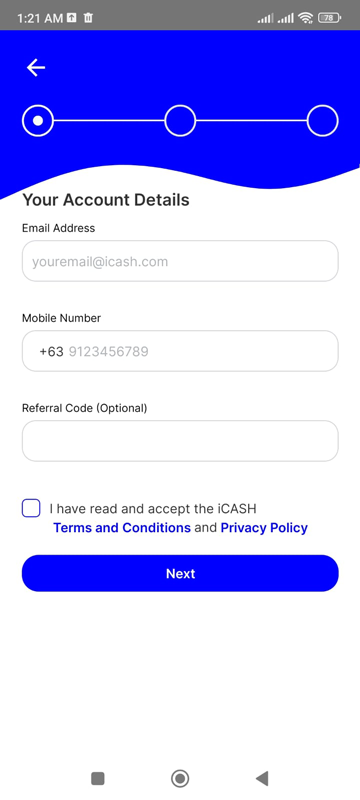 1:21 AM
78
Your Account Details
Email Address
youremail@icash.com
Mobile Number
+63 9123456789
Referral Code (Optional)
I have read and accept the iCASH
Terms and Conditions and Privacy Policy
Next